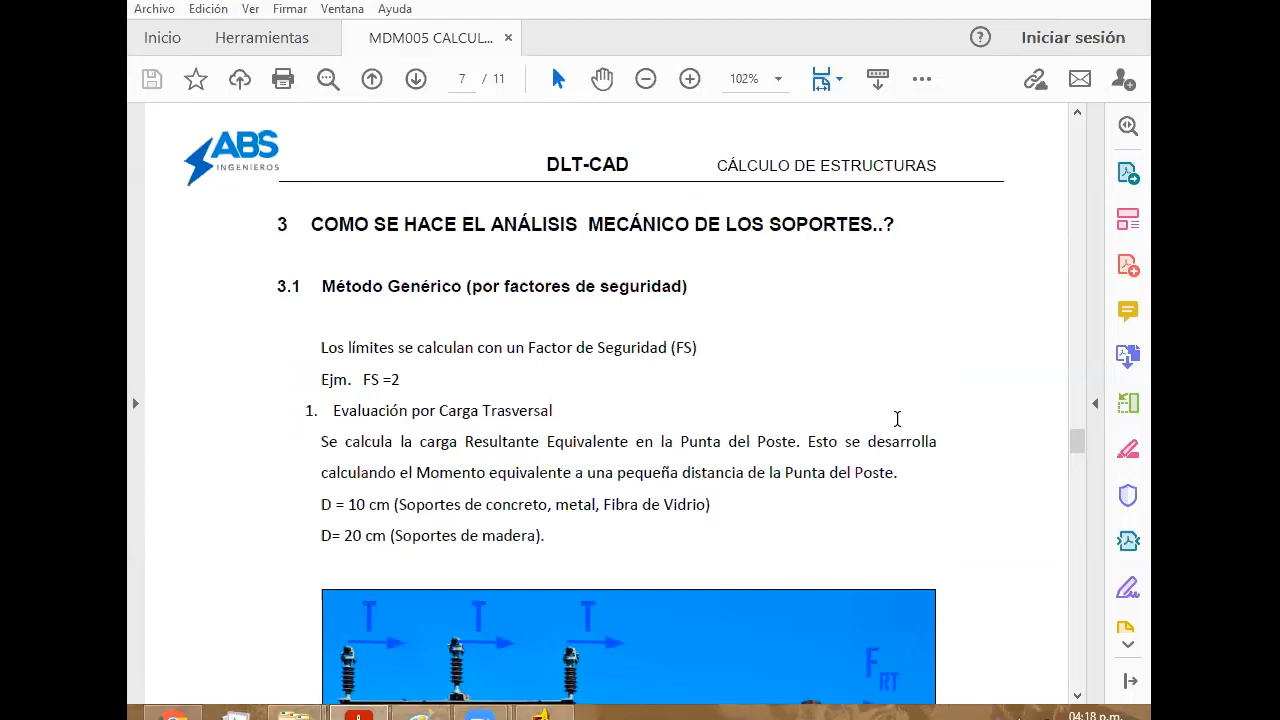 Archivo Edición Ver Firmar Ventana Ayuda
Inicio Herramientas MDM005 CALCUL... × Iniciar sesión
7 / 11 102%
ABS
INGENIEROS
DLT-CAD CÁLCULO DE ESTRUCTURAS
3 COMO SE HACE EL ANÁLISIS MECÁNICO DE LOS SOPORTES..?
3.1 Método Genérico (por factores de seguridad)
Los límites se calculan con un Factor de Seguridad (FS)
Ejm. FS =2
1. Evaluación por Carga Trasversal
Se calcula la carga Resultante Equivalente en la Punta del Poste. Esto se desarrolla
calculando el Momento equivalente a una pequeña distancia de la Punta del Poste.
D = 10 cm (Soportes de concreto, metal, Fibra de Vidrio)
D= 20 cm (Soportes de madera).
T T T
FRT
04:18 p.m.